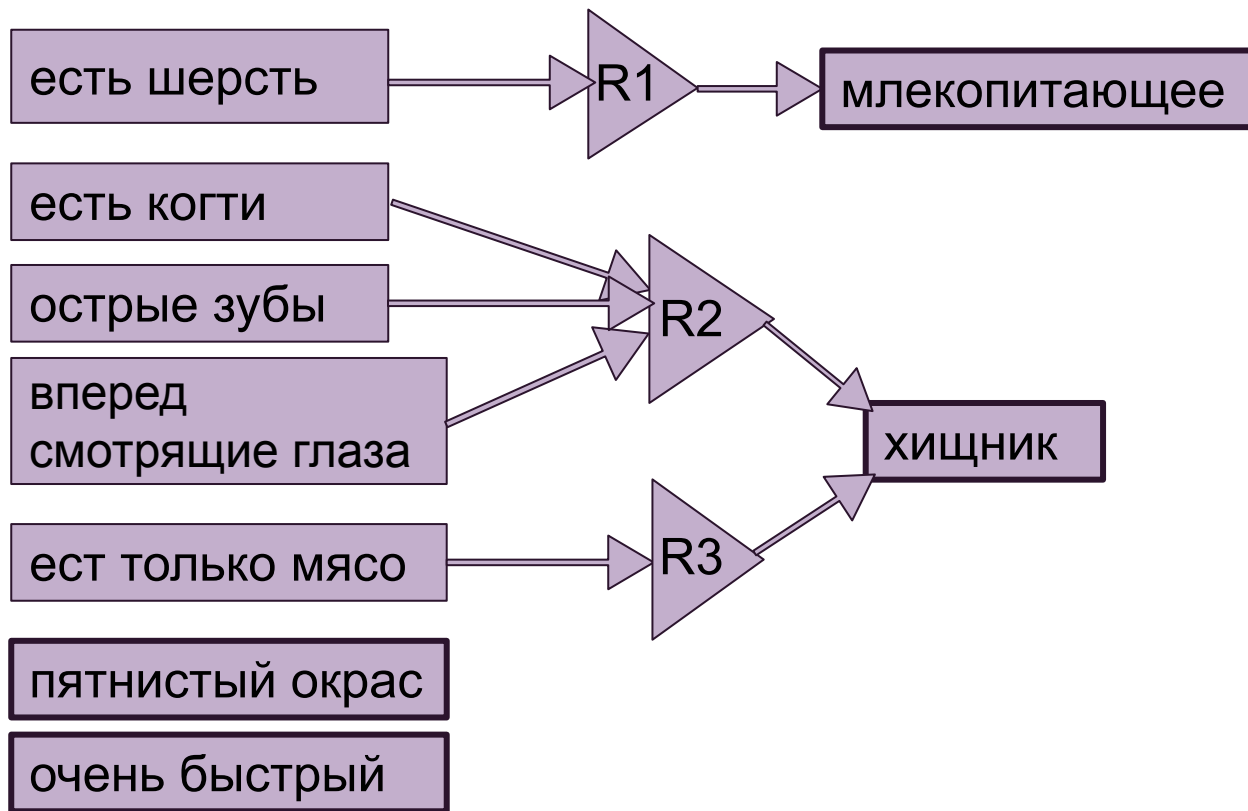 есть шерсть
R1
млекопитающее
есть когти
острые зубы
R2
вперед
смотрящие глаза
хищник
ест только мясо
R3
пятнистый окрас
очень быстрый